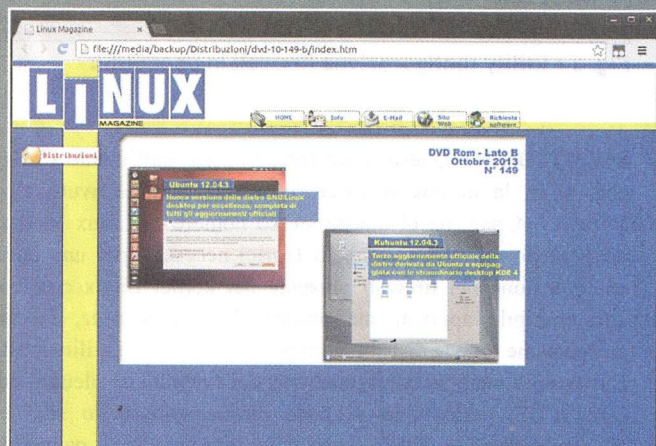 Linux Magazine
file:///media/backup/Distribuzioni/dvd-10-149-b/index.htm
LINUX
MAGAZINE
HOME
Info
E-Mail
Sito
Web
Richiesta
software
Distribuzioni
DVD Rom - Lato B
Ottobre 2013
N° 149
Ubuntu 12.04.3
Nuova versione della distro GNU/Linux
desktop per eccellenza, completa di
tutti gli aggiornamenti ufficiali
Kubuntu 12.04.3
Terzo aggiornamento ufficiale della
distro derivata da Ubuntu e equipag-
giata con lo straordinario desktop KDE 4